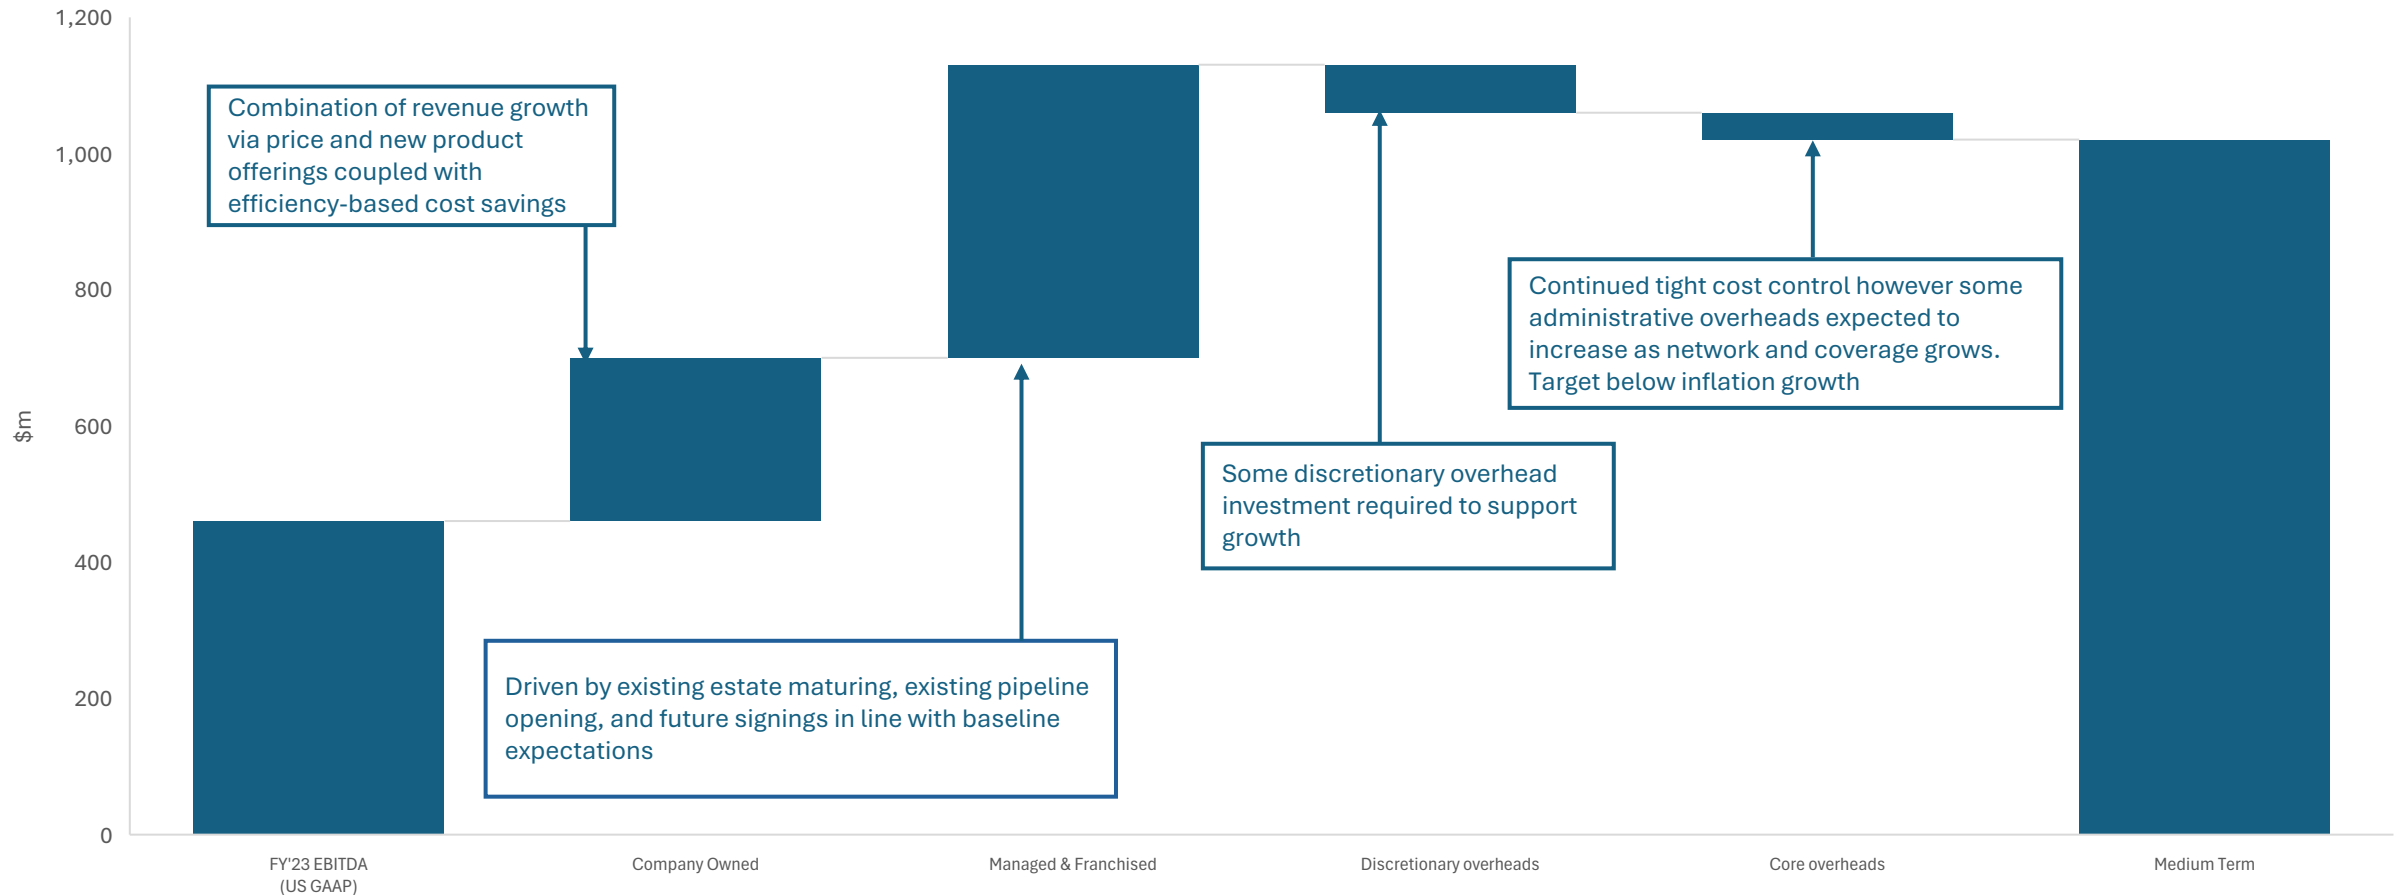 1,200
1,000
800
600
400
200
0
$m
Combination of revenue growth
via price and new product
offerings coupled with
efficiency-based cost savings
Driven by existing estate maturing, existing pipeline
opening, and future signings in line with baseline
expectations
Some discretionary overhead
investment required to support
growth
Continued tight cost control however some
administrative overheads expected to
increase as network and coverage grows.
Target below inflation growth
FY'23 EBITDA
(US GAAP)
Company Owned
Managed & Franchised
Discretionary overheads
Core overheads
Medium Term